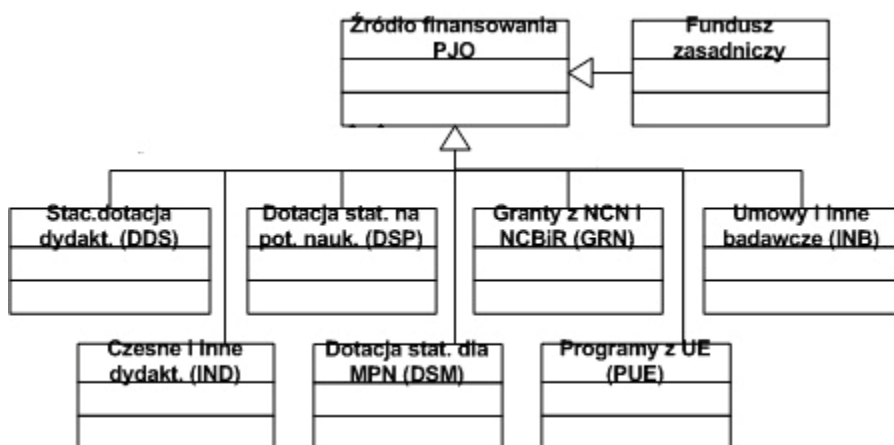 Źródło finansowania
PJO
Fundusz
zasadniczy
Stac.dotacja
dydakt. (DDS)
Dotacja stat. na
pot. nauk. (DSP)
Granty z NCN i
NCBiR (GRN)
Umowy i inne
badawcze (INB)
Czesne i inne
dydakt. (IND)
Dotacja stat. dla
MPN (DSM)
Programy z UE
(PUE)